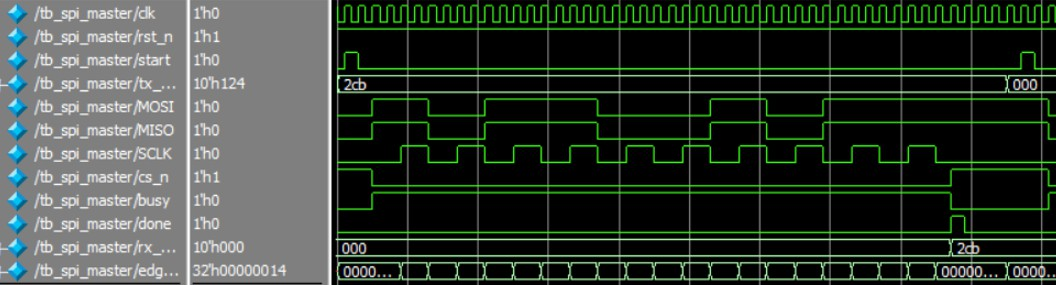 /tb_spi_master/clk 1'h0
/tb_spi_master/rst_n 1'h1
/tb_spi_master/start 1'h0
/tb_spi_master/tx_... 10'h124 2cb 000
/tb_spi_master/MOSI 1'h0
/tb_spi_master/MISO 1'h0
/tb_spi_master/SCLK 1'h0
/tb_spi_master/cs_n 1'h1
/tb_spi_master/busy 1'h0
/tb_spi_master/done 1'h0
/tb_spi_master/rx_... 10'h000 000 2cb
/tb_spi_master/edg... 32'h00000014 0000... 00000... 0000...